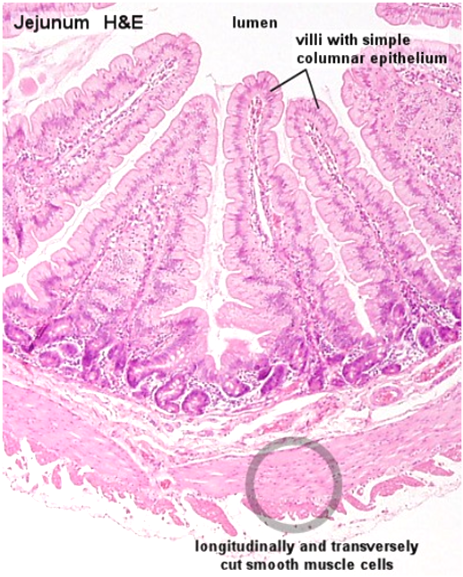 Jejunum H&E
lumen
villi with simple
columnar epithelium
longitudinally and transversely
cut smooth muscle cells